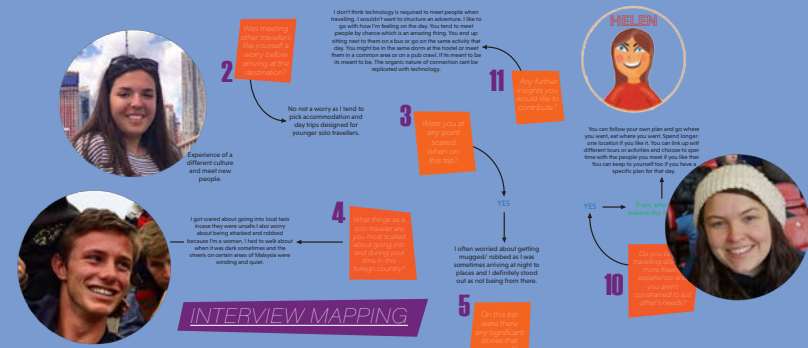 2
Was meeting
other travellers
like yourself a
worry before
arriving at the
destination?
No not a worry as I tend to
pick accommodation and
day trips designed for
younger solo travellers.
Experience of a
different culture
and meet new
people.
I don't think technology is required to meet people when
travelling. I wouldn't want to structure an adventure. I like to
go with how I'm feeling on the day. You tend to meet
people by chance which is an amazing thing. You end up
sitting next to them on a bus or go on the same activity that
day. You might be in the same dorm at the hostel or meet
them in a common area or on a pub crawl. If its meant to be
its meant to be. The organic nature of connection cant be
replicated with technology.
11
Any further
insights you
would like to
contribute?
HELEN
3
Were you at
any point
scared
when on
this trip?
YES
I often worried about getting
mugged/ robbed as I was
sometimes arriving at night to
places and I definitely stood
out as not being from there.
4
What things as a
solo traveler are
you most scared
about going into
and during your
time in this
foreign country?
I got scared about going into local taxis
incase they were unsafe.I also worry
about being attacked and robbed
because I'm a woman. I had to walk about
when it was dark sometimes and the
streets on certain areas of Malaysia were
winding and quiet.
5
On this trip
were there
any significant
stories that
You can follow your own plan and go where
you want, eat where you want. Spend longer
one location if you like it. You can link up with
different tours or activities and choose to
time with the people you meet if you like
You can keep to yourself too if you have a
specific plan for that day.
YES
If yes, why
believe this
10
Do you
travelling
more
experience
you aren't
constrained to suit
other's needs?
INTERVIEW MAPPING